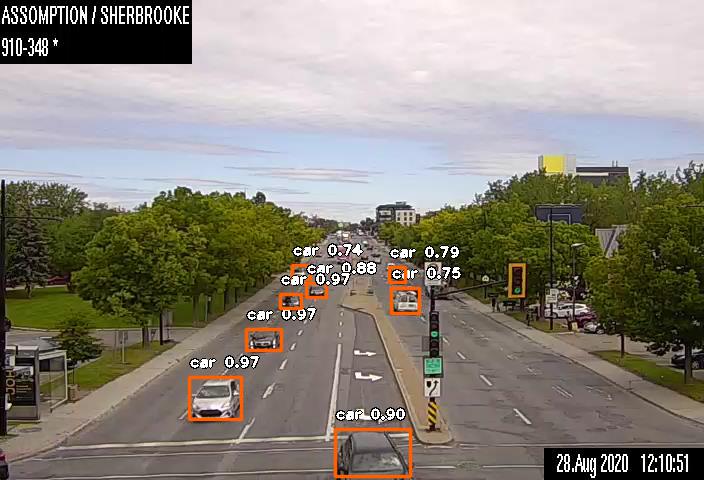 ASSOMPTION / SHERBROOKE
910-348 *
car 0.74
car 0.79
car 0.88
car 0.75
car 0.97
car 0.97
car 0.97
car 0.90
28.Aug 2020 12:10:51